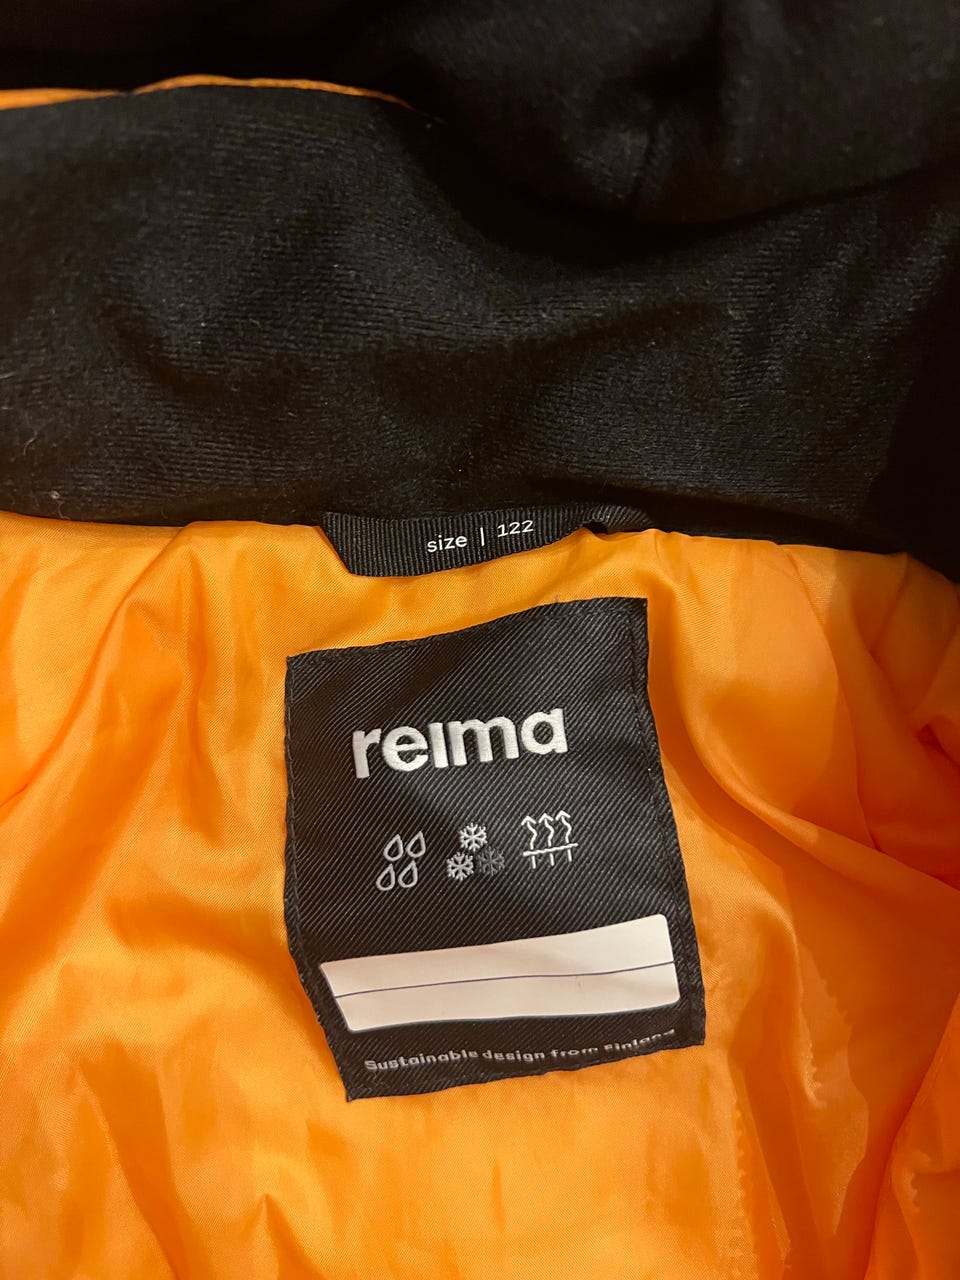 size | 122
reima
Sustainable design from Finland